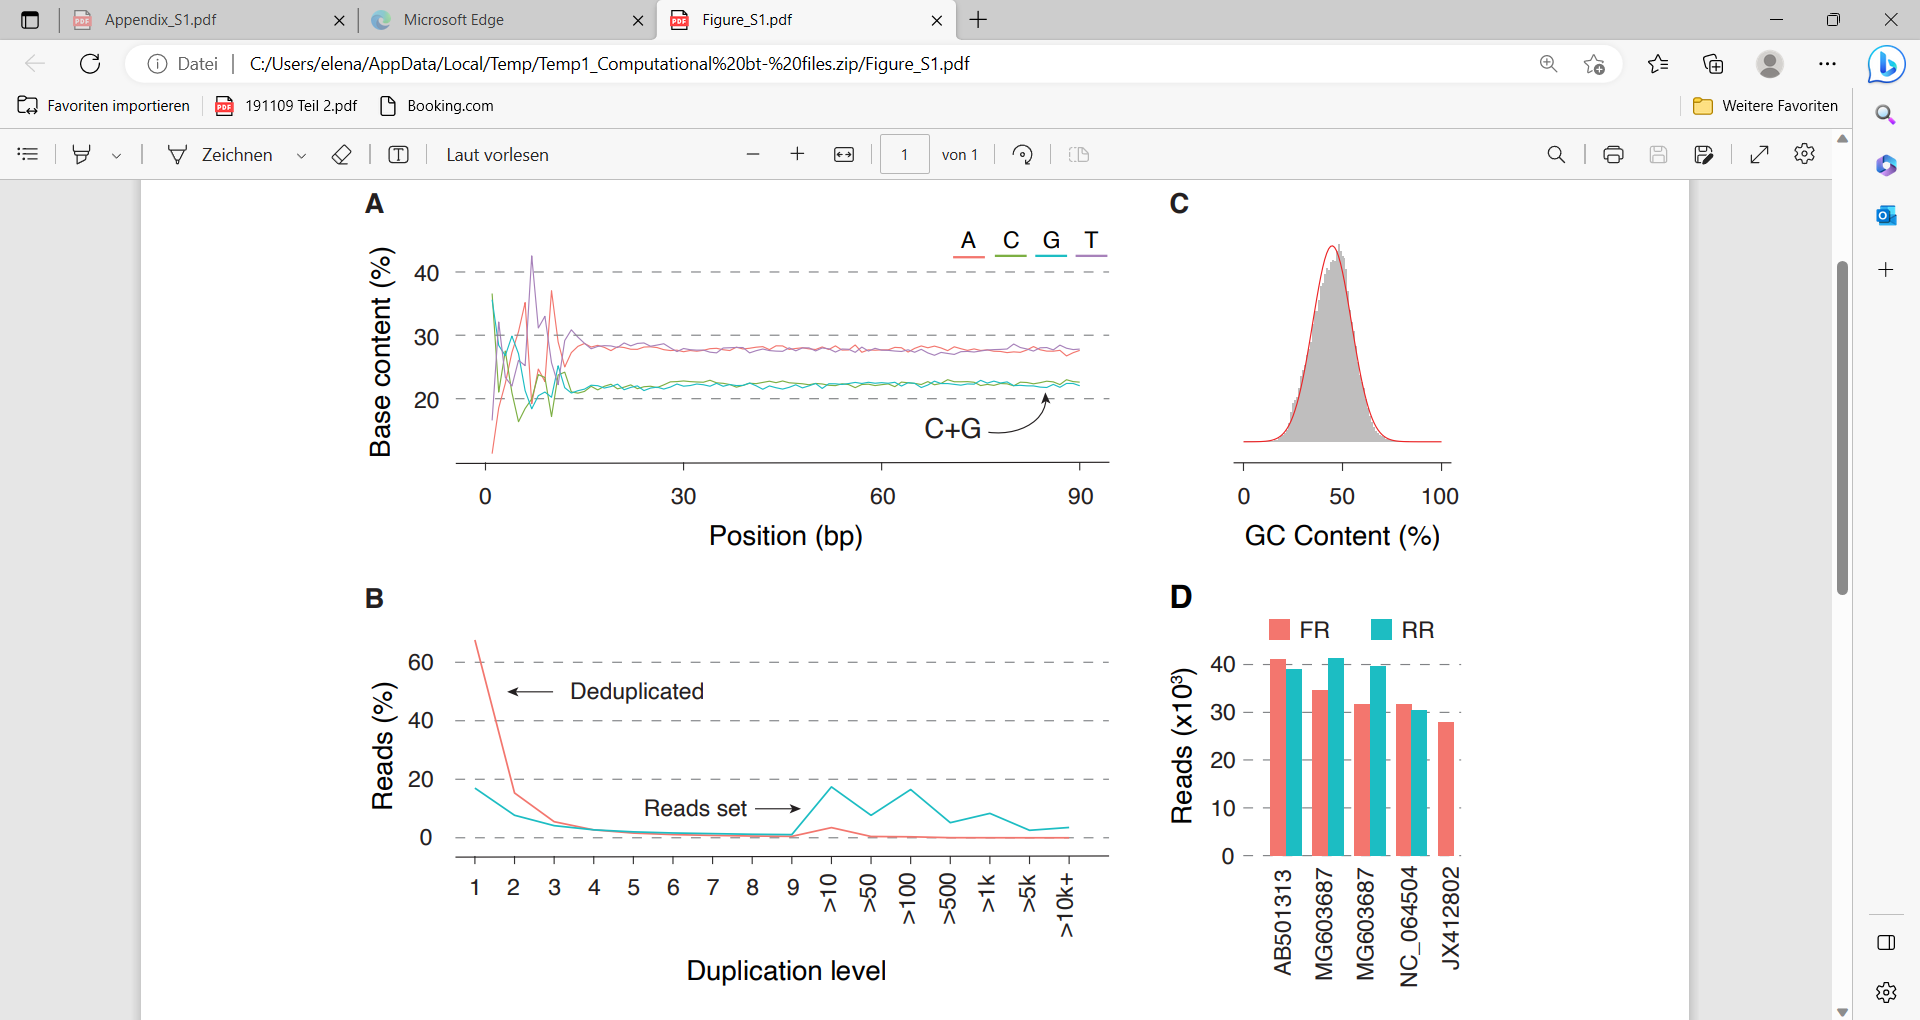 Appendix_S1.pdf
Microsoft Edge
Figure_S1.pdf
Datei
C:/Users/elena/AppData/Local/Temp/Temp1_Computational%20bt-%20files.zip/Figure_S1.pdf
Favoriten importieren
191109 Teil 2.pdf
Booking.com
Weitere Favoriten
Zeichnen
Laut vorlesen
1 von 1
A
A C G T
Base content (%)
40
30
20
C+G
0 30 60 90
Position (bp)
C
0 50 100
GC Content (%)
B
Reads (%)
60
40
20
0
Deduplicated
Reads set
1 2 3 4 5 6 7 8 9 >10 >50 >100 >500 >1k >5k >10k+
Duplication level
D
FR RR
Reads (x10³)
40
30
20
10
0
AB501313
MG603687
MG603687
NC_064504
JX412802